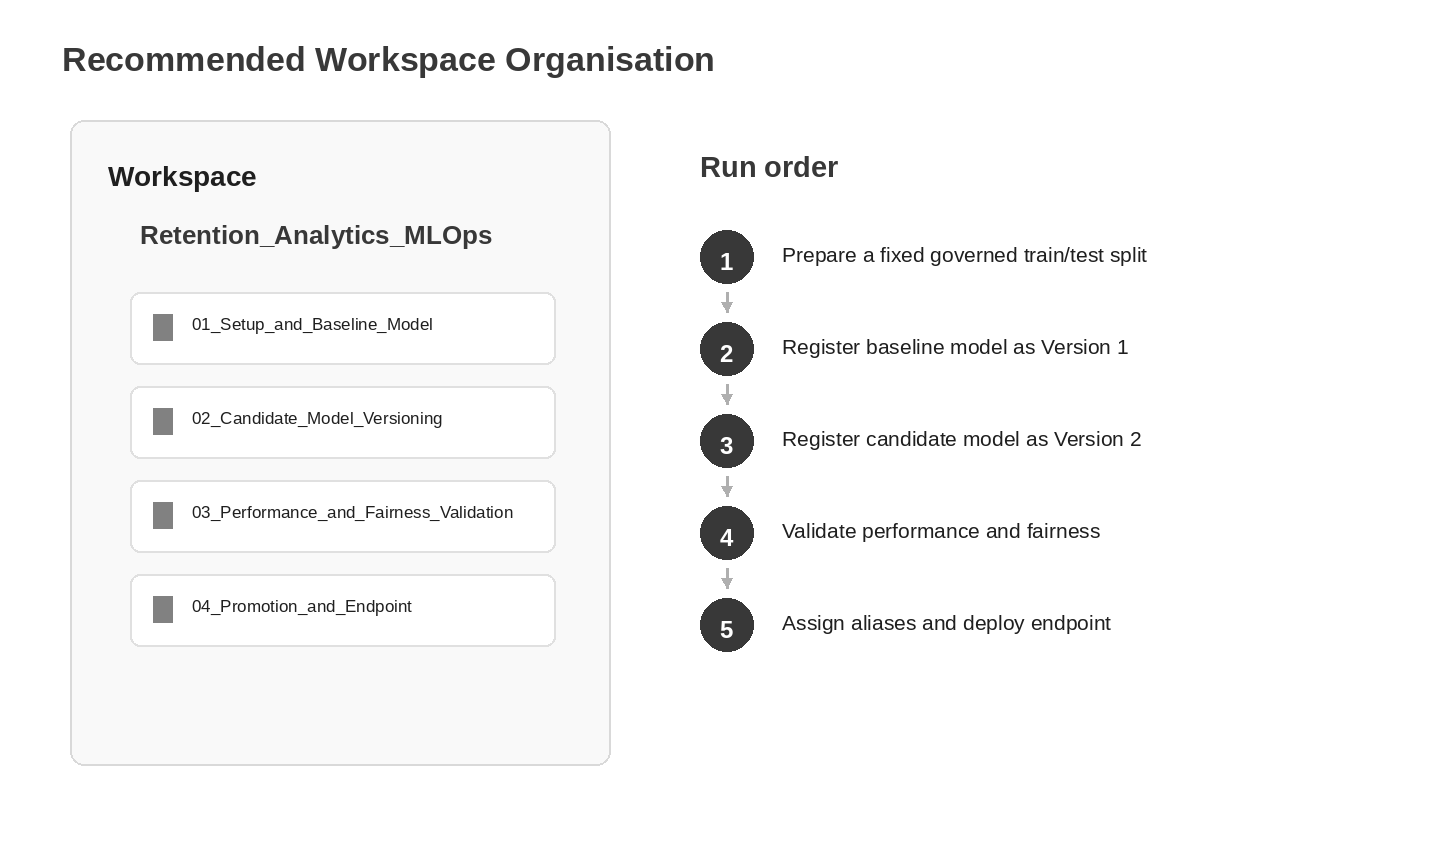 Recommended Workspace Organisation
Workspace
Retention_Analytics_MLOps
01_Setup_and_Baseline_Model
02_Candidate_Model_Versioning
03_Performance_and_Fairness_Validation
04_Promotion_and_Endpoint
Run order
1 Prepare a fixed governed train/test split
2 Register baseline model as Version 1
3 Register candidate model as Version 2
4 Validate performance and fairness
5 Assign aliases and deploy endpoint